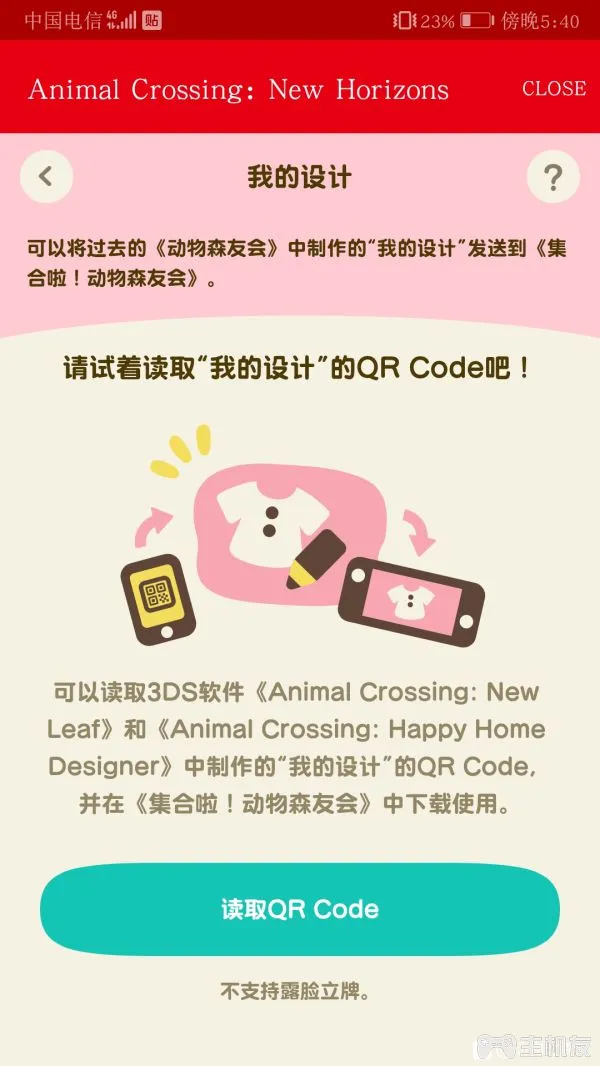 中国电信 4G 贴 23% 傍晚5:40
Animal Crossing: New Horizons CLOSE
我的设计 ?
可以将过去的《动物森友会》中制作的“我的设计”发送到《集
合啦！动物森友会》。
请试着读取“我的设计”的QR Code吧！
可以读取3DS软件《Animal Crossing: New
Leaf》和《Animal Crossing: Happy Home
Designer》中制作的“我的设计”的QR Code,
并在《集合啦！动物森友会》中下载使用。
读取QR Code
不支持露脸立牌。
主机友